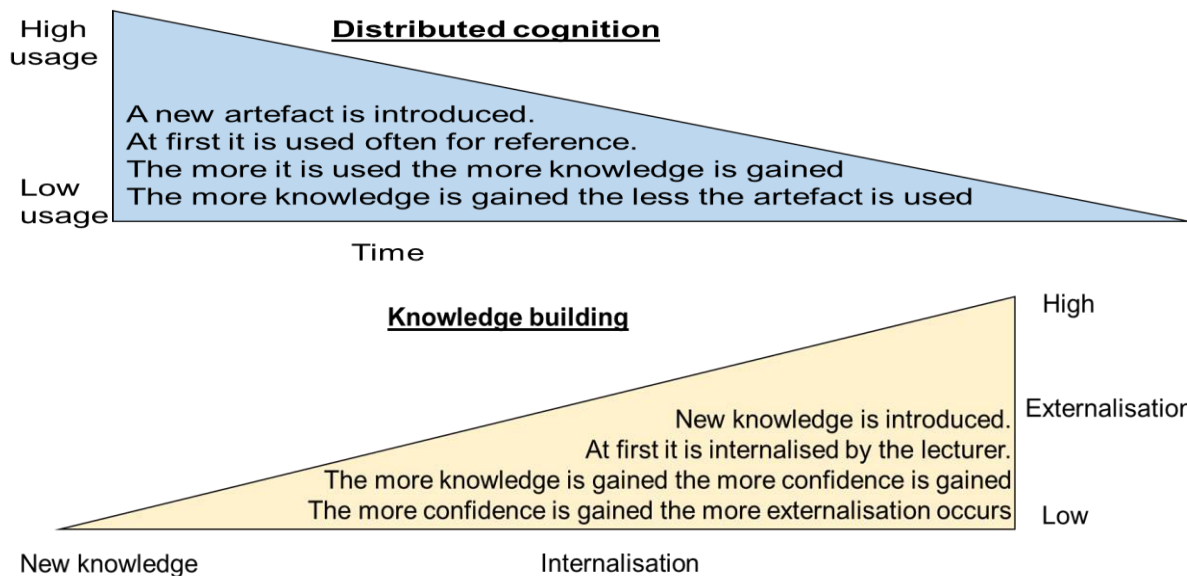 Distributed cognition
High
usage
A new artefact is introduced.
At first it is used often for reference.
The more it is used the more knowledge is gained
The more knowledge is gained the less the artefact is used
Low
usage
Time
Knowledge building
High
Externalisation
New knowledge is introduced.
At first it is internalised by the lecturer.
The more knowledge is gained the more confidence is gained
The more confidence is gained the more externalisation occurs
Low
New knowledge
Internalisation